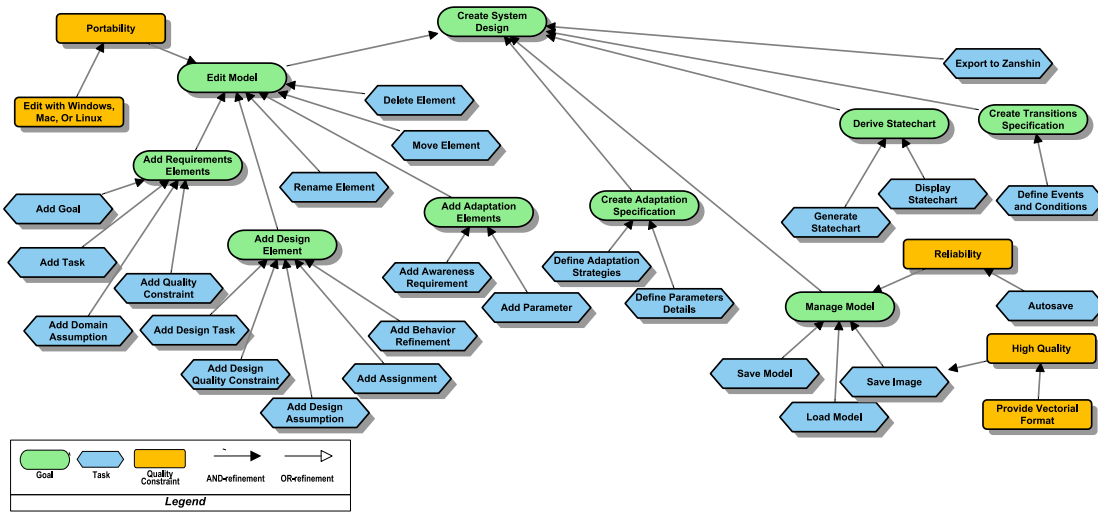 Create System
Design
Portability
Edit Model
Export to Zanshin
Delete Element
Edit with Windows,
Mac, Or Linux
Derive Statechart
Create Transitions
Specification
Move Element
Add Requirements
Elements
Rename Element
Display
Statechart
Define Events
and Conditions
Add Goal
Add Adaptation
Elements
Create Adaptation
Specification
Generate
Statechart
Add Design
Element
Add Task
Reliability
Define Adaptation
Strategies
Add Awareness
Requirement
Add Quality
Constraint
Define Parameters
Details
Add Parameter
Manage Model
Autosave
Add Domain
Assumption
Add Design Task
Add Behavior
Refinement
High Quality
Add Design
Quality Constraint
Add Assignment
Save Model
Save Image
Add Design
Assumption
Load Model
Provide Vectorial
Format
Goal
Task
Quality
Constraint
AND-refinement
OR-refinement
Legend